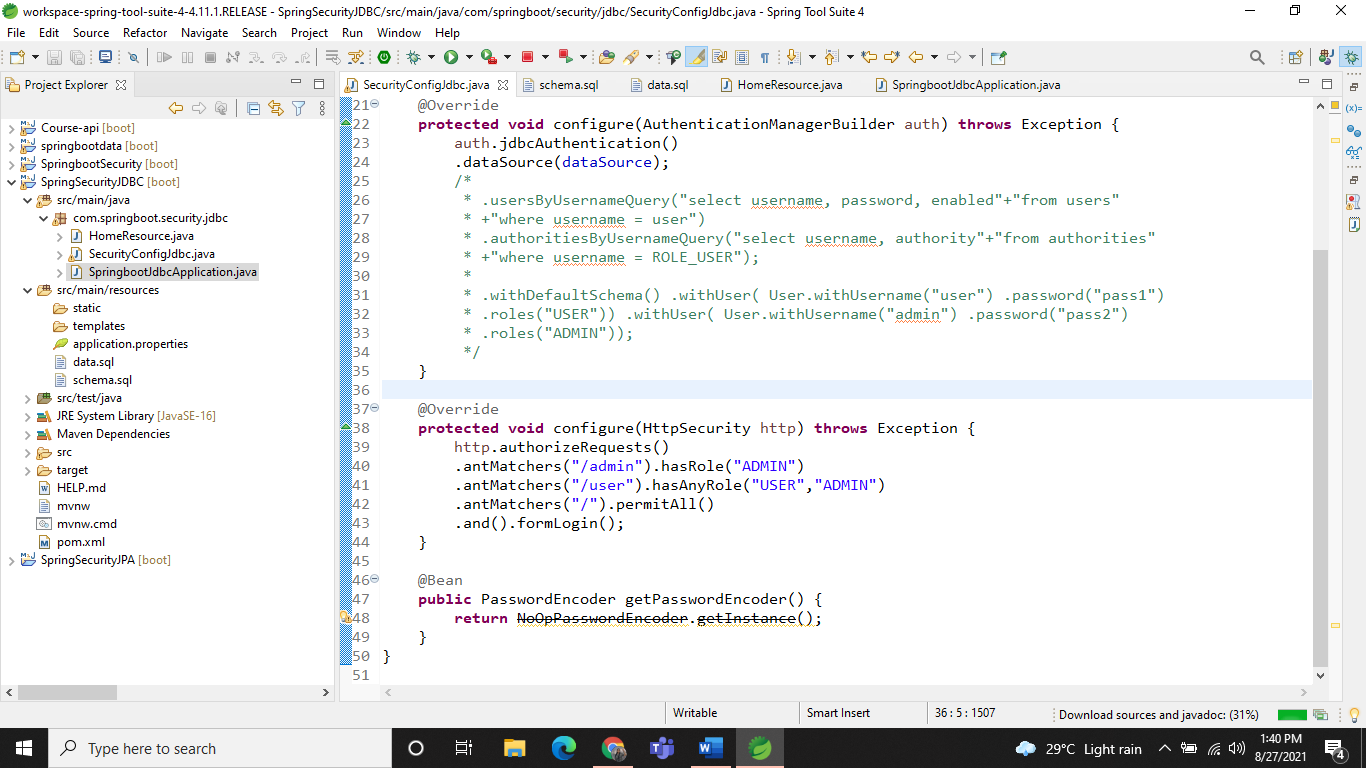 workspace-spring-tool-suite-4-4.11.1.RELEASE - SpringSecurityJDBC/src/main/java/com/springboot/security/jdbc/SecurityConfigJdbc.java - Spring Tool Suite 4
File Edit Source Refactor Navigate Search Project Run Window Help
Project Explorer
SecurityConfigJdbc.java schema.sql data.sql HomeResource.java SpringbootJdbcApplication.java
Course-api [boot]
springbootdata [boot]
SpringbootSecurity [boot]
SpringSecurityJDBC [boot]
src/main/java
com.springboot.security.jdbc
HomeResource.java
SecurityConfigJdbc.java
SpringbootJdbcApplication.java
src/main/resources
static
templates
application.properties
data.sql
schema.sql
src/test/java
JRE System Library [JavaSE-16]
Maven Dependencies
src
target
HELP.md
mvnw
mvnw.cmd
pom.xml
SpringSecurityJPA [boot]
21 @Override
22 protected void configure(AuthenticationManagerBuilder auth) throws Exception {
23 auth.jdbcAuthentication()
24 .dataSource(dataSource);
25 /*
26 * .usersByUsernameQuery("select username, password, enabled"+"from users"
27 * +"where username = user")
28 * .authoritiesByUsernameQuery("select username, authority"+"from authorities"
29 * +"where username = ROLE_USER");
30 *
31 * .withDefaultSchema() .withUser( User.withUsername("user") .password("pass1")
32 * .roles("USER")) .withUser( User.withUsername("admin") .password("pass2")
33 * .roles("ADMIN"));
34 */
35 }
36
37 @Override
38 protected void configure(HttpSecurity http) throws Exception {
39 http.authorizeRequests()
40 .antMatchers("/admin").hasRole("ADMIN")
41 .antMatchers("/user").hasAnyRole("USER","ADMIN")
42 .antMatchers("/").permitAll()
43 .and().formLogin();
44 }
45
46 @Bean
47 public PasswordEncoder getPasswordEncoder() {
48 return NoOpPasswordEncoder.getInstance();
49 }
50 }
51
Writable Smart Insert 36 : 5 : 1507 Download sources and javadoc: (31%)
Type here to search
29°C Light rain
1:40 PM
8/27/2021
4